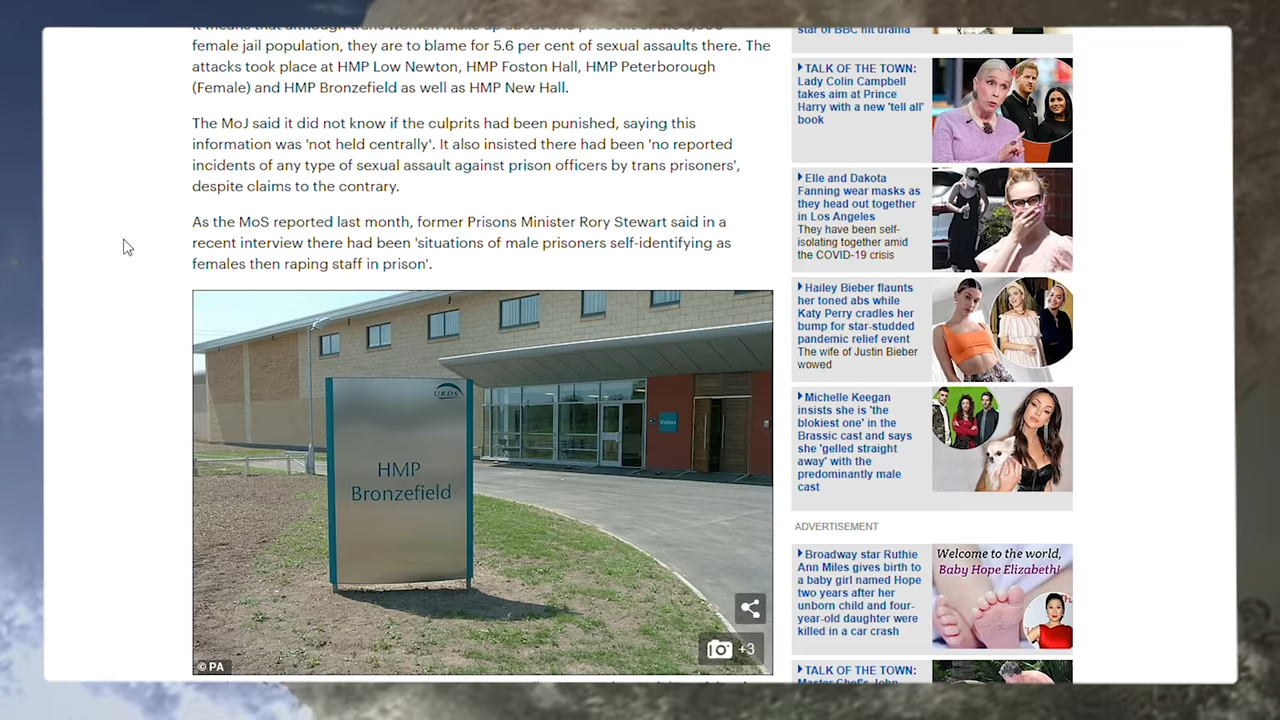 female jail population, they are to blame for 5.6 per cent of sexual assaults there. The
attacks took place at HMP Low Newton, HMP Foston Hall, HMP Peterborough
(Female) and HMP Bronzefield as well as HMP New Hall.
The MoJ said it did not know if the culprits had been punished, saying this
information was 'not held centrally'. It also insisted there had been 'no reported
incidents of any type of sexual assault against prison officers by trans prisoners',
despite claims to the contrary.
As the MoS reported last month, former Prisons Minister Rory Stewart said in a
recent interview there had been 'situations of male prisoners self-identifying as
females then raping staff in prison'.
UKDS
HMP
Bronzefield
Visitors
© PA
+3
star of BBC hit drama
TALK OF THE TOWN:
Lady Colin Campbell
takes aim at Prince
Harry with a new 'tell all'
book
Elle and Dakota
Fanning wear masks as
they head out together
in Los Angeles
They have been self-
isolating together amid
the COVID-19 crisis
Hailey Bieber flaunts
her toned abs while
Katy Perry cradles her
bump for star-studded
pandemic relief event
The wife of Justin Bieber
wowed
Michelle Keegan
insists she is 'the
blokiest one' in the
Brassic cast and says
she 'gelled straight
away' with the
predominantly male
cast
ADVERTISEMENT
Broadway star Ruthie
Ann Miles gives birth to
a baby girl named Hope
two years after her
unborn child and four-
year-old daughter were
killed in a car crash
Welcome to the world,
Baby Hope Elizabeth!
TALK OF THE TOWN: